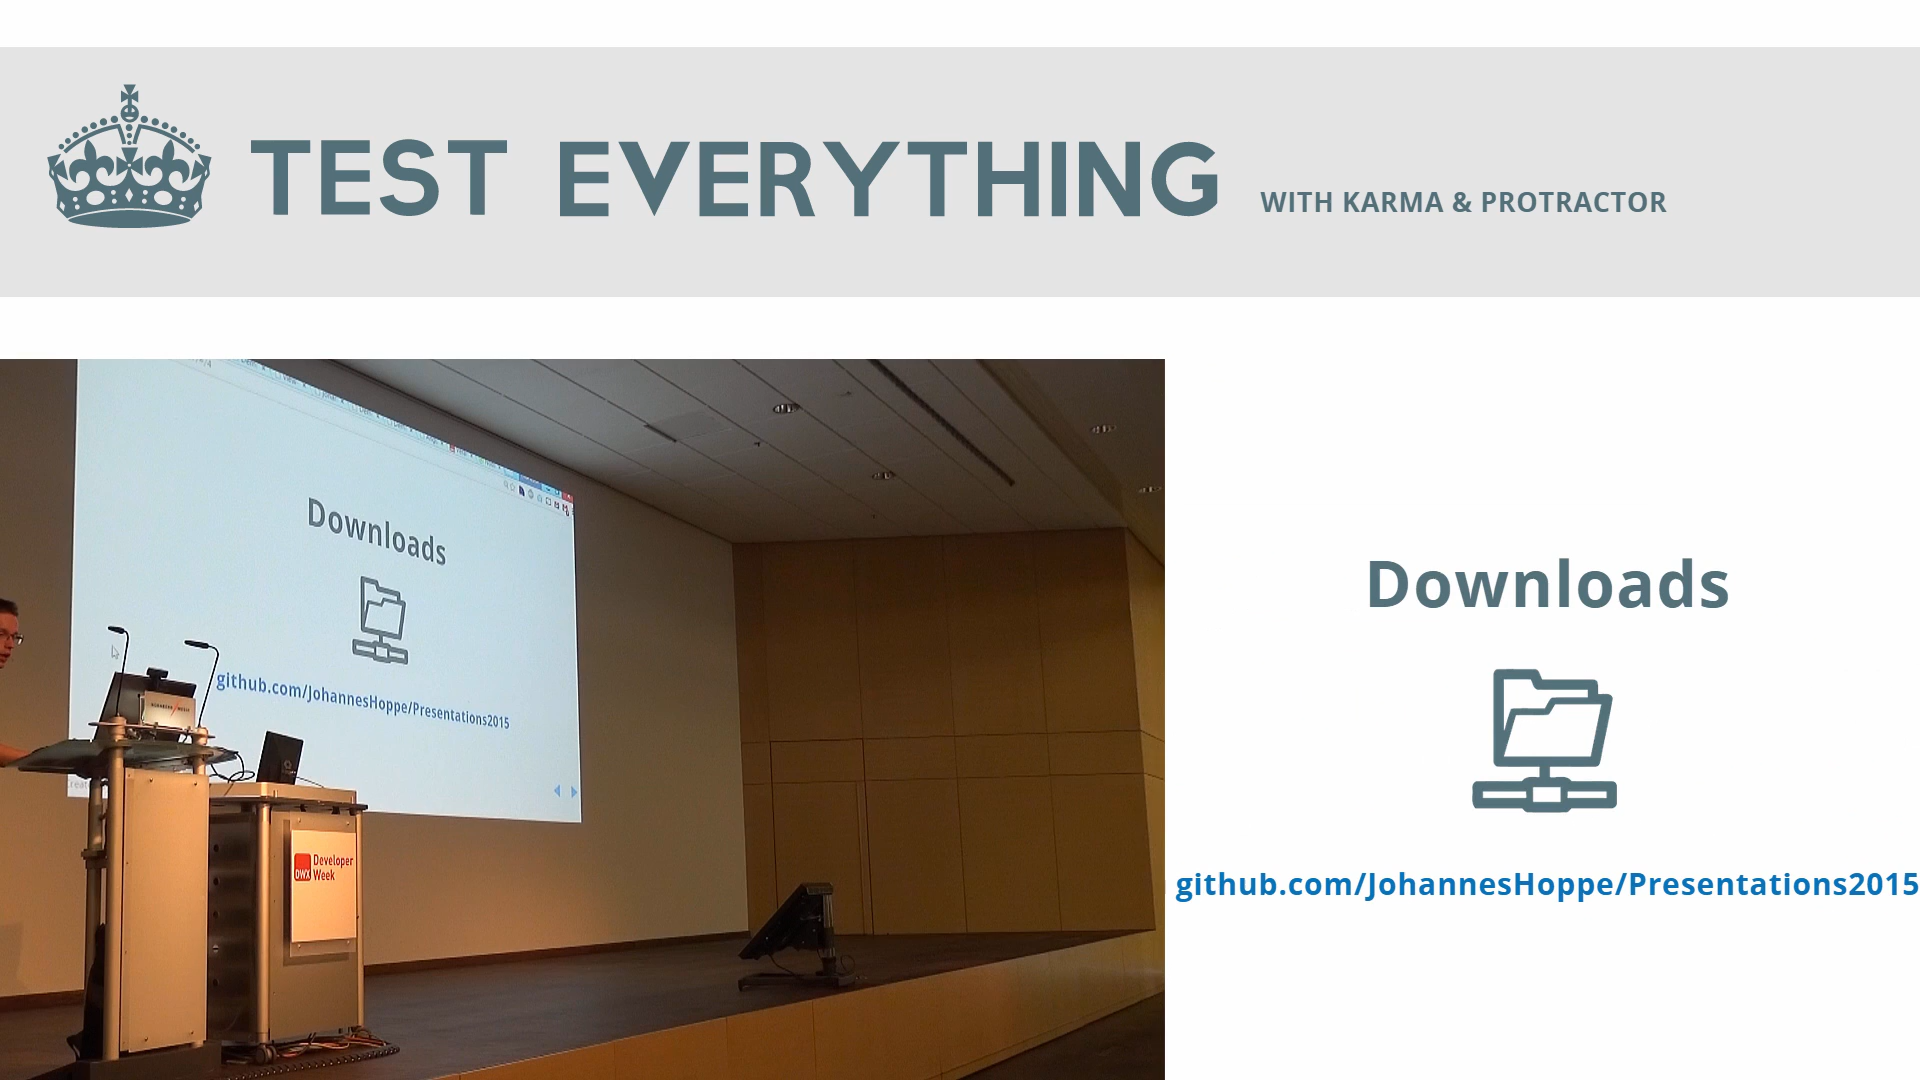 TEST EVERYTHING WITH KARMA & PROTRACTOR
Downloads
github.com/JohannesHoppe/Presentations2015
DWX Developer
Week
Downloads
github.com/JohannesHoppe/Presentations2015